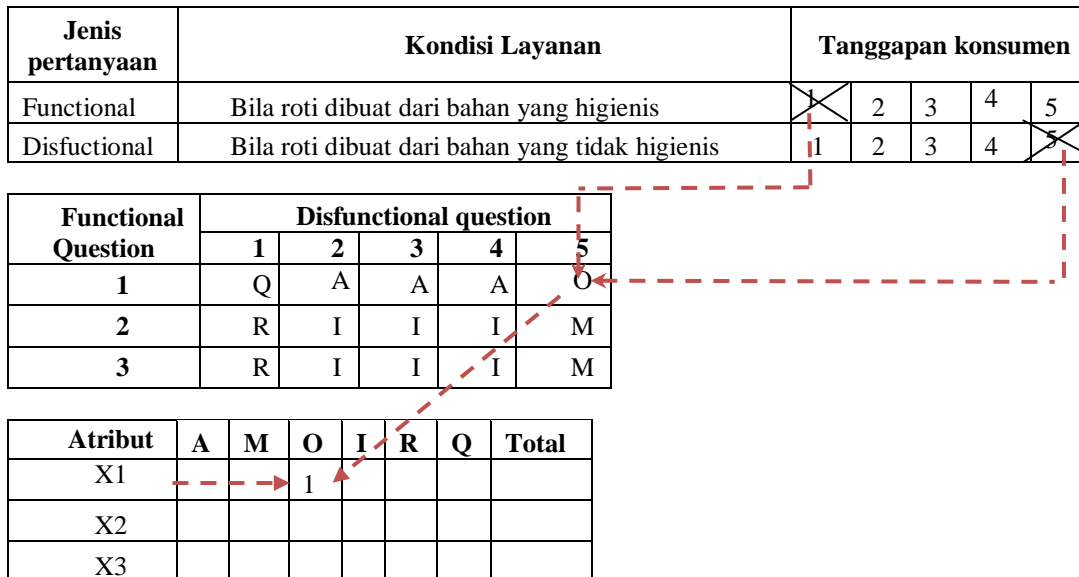 Jenis pertanyaan Kondisi Layanan Tanggapan konsumen
Functional Bila roti dibuat dari bahan yang higienis 1 2 3 4 5
Disfuctional Bila roti dibuat dari bahan yang tidak higienis 1 2 3 4 5
Functional Question Disfunctional question
1 2 3 4 5
1 Q A A A O
2 R I I I M
3 R I I I M
Atribut A M O I R Q Total
X1 1
X2
X3